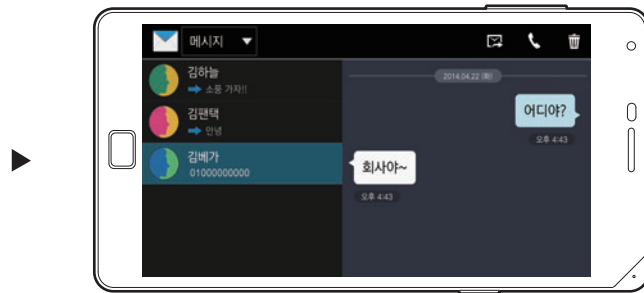 메시지
김하늘
소풍 가자!!
김팬택
안녕
김베가
01000000000
2014.04.22 (화)
어디야?
오후 4:43
회사야~
오후 4:43